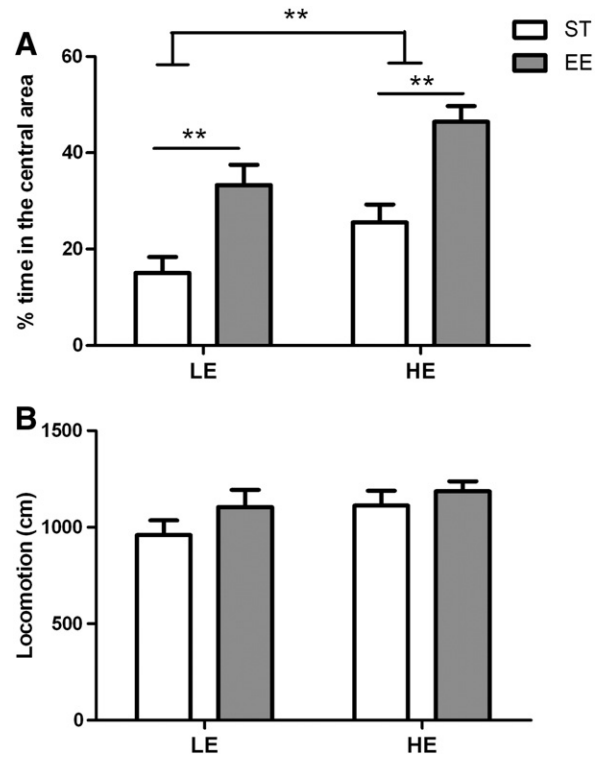 A
**
ST
EE
% time in the central area
60
40
20
0
**
**
LE HE
B
Locomotion (cm)
1500
1000
500
0
LE HE